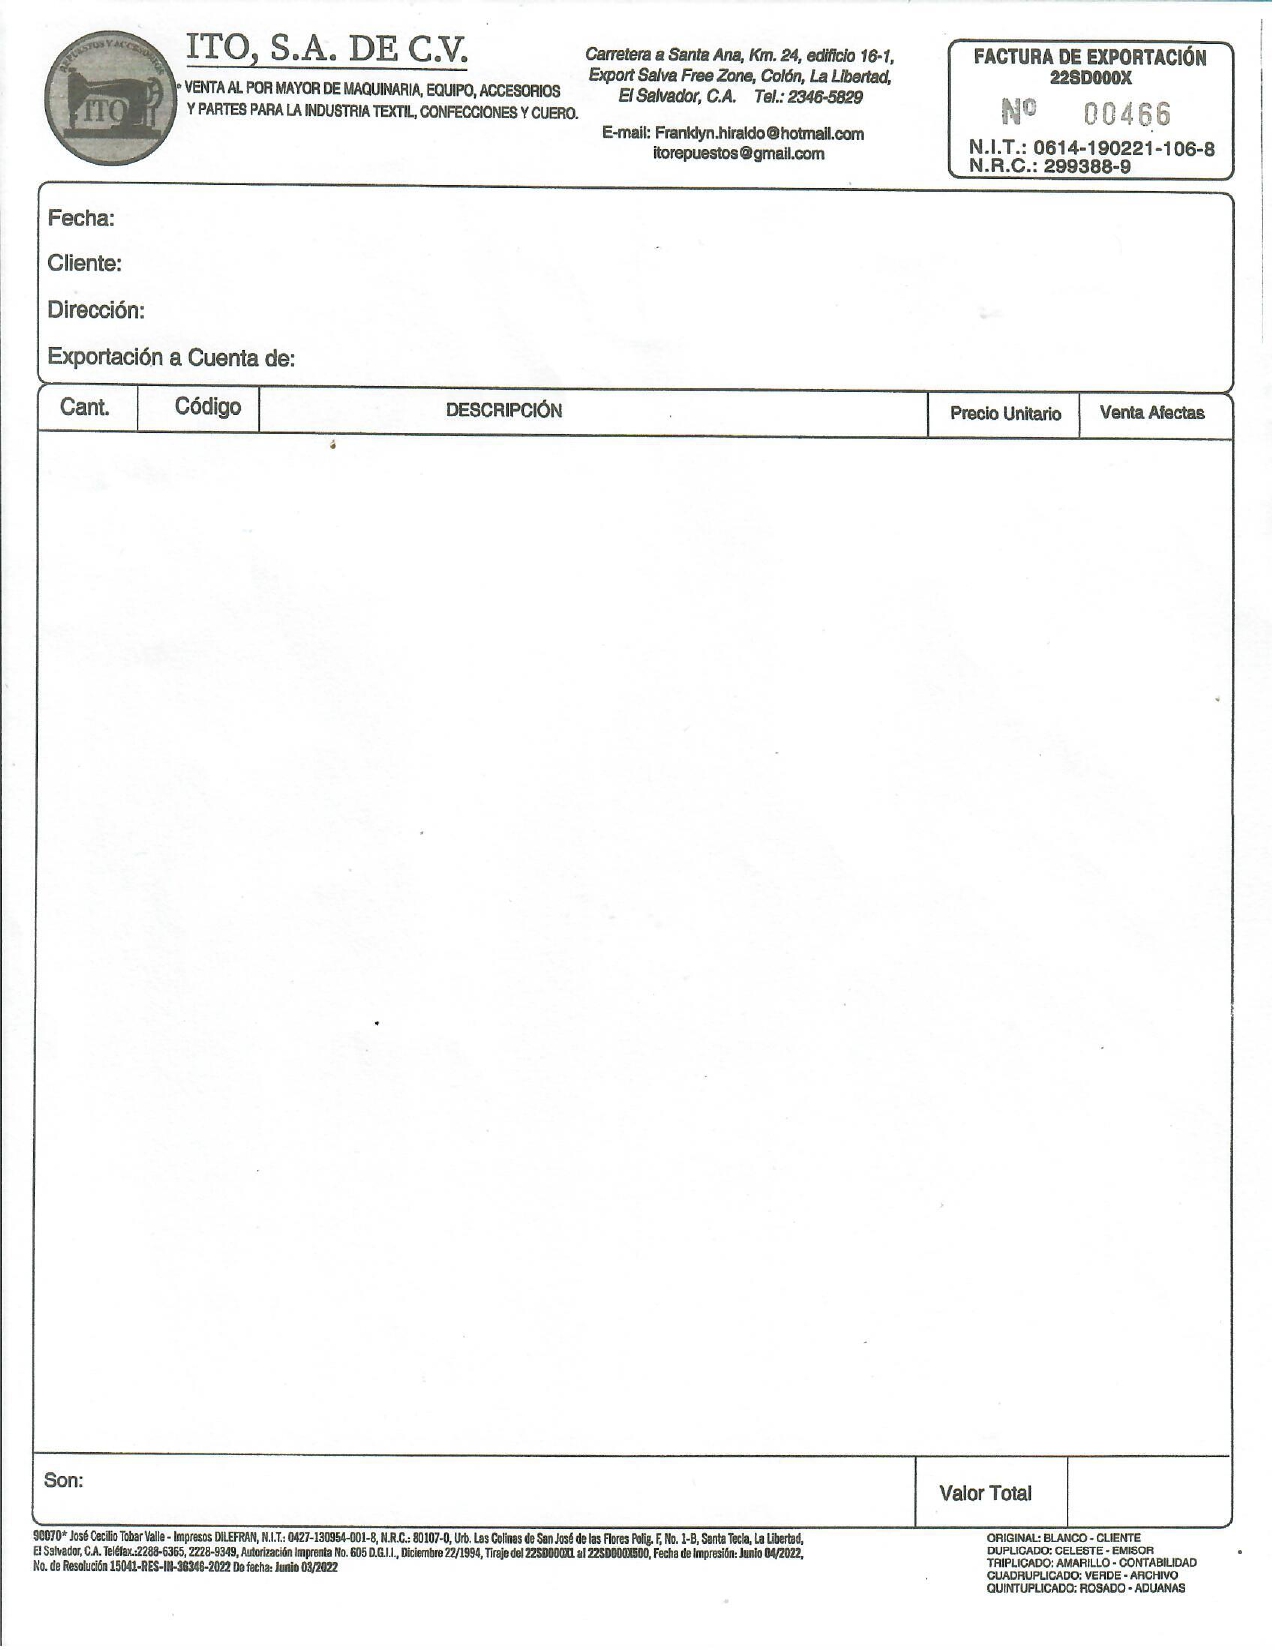 REPUESTOS Y ACCESORIOS
ITO
ITO, S.A. DE C.V.
VENTA AL POR MAYOR DE MAQUINARIA, EQUIPO, ACCESORIOS
Y PARTES PARA LA INDUSTRIA TEXTIL, CONFECCIONES Y CUERO.
Carretera a Santa Ana, Km. 24, edificio 16-1,
Export Salva Free Zone, Colón, La Libertad,
El Salvador, C.A. Tel.: 2346-5829
E-mail: Franklyn.hiraldo@hotmail.com
itorepuestos@gmail.com
FACTURA DE EXPORTACIÓN
22SD000X
Nº 00466
N.I.T.: 0614-190221-106-8
N.R.C.: 299388-9
Fecha:
Cliente:
Dirección:
Exportación a Cuenta de:
Cant. Código DESCRIPCIÓN Precio Unitario Venta Afectas
Son:
Valor Total
90070* José Cecilio Tobar Valle - Impresos DILEFRAN, N.I.T.: 0427-130954-001-8, N.R.C.: 80107-0, Urb. Las Colinas de San José de las Flores Polig. F, No. 1-B, Santa Tecla, La Libertad,
El Salvador, C.A. Teléfax.:2288-6365, 2228-9349, Autorización Imprenta No. 605 D.G.I.I., Diciembre 22/1994, Tiraje del 22SD000X1 al 22SD000X500, Fecha de Impresión: Junio 04/2022,
No. de Resolución 15041-RES-IN-36346-2022 De fecha: Junio 03/2022
ORIGINAL: BLANCO - CLIENTE
DUPLICADO: CELESTE - EMISOR
TRIPLICADO: AMARILLO - CONTABILIDAD
CUADRUPLICADO: VERDE - ARCHIVO
QUINTUPLICADO: ROSADO - ADUANAS